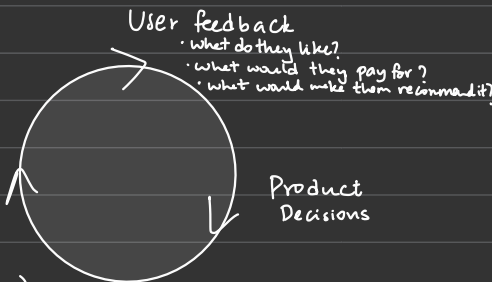 User feedback
· what do they like?
· what would they pay for?
· what would make them recommend it?
Product
Decisions